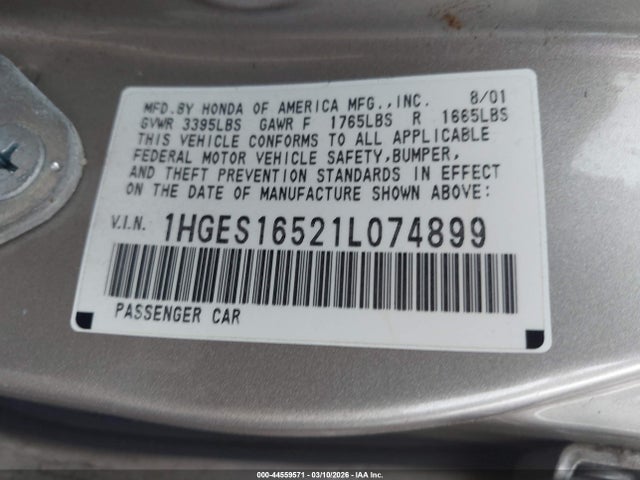 MFD.BY HONDA OF AMERICA MFG.,INC. 8/01
GVWR 3395LBS GAWR F 1765LBS R 1665LBS
THIS VEHICLE CONFORMS TO ALL APPLICABLE
FEDERAL MOTOR VEHICLE SAFETY,BUMPER,
AND THEFT PREVENTION STANDARDS IN EFFECT
ON THE DATE OF MANUFACTURE SHOWN ABOVE:
V.I.N. 1HGES16521L074899
PASSENGER CAR
000-44559571 | 03/10/2026 | IAA Inc.